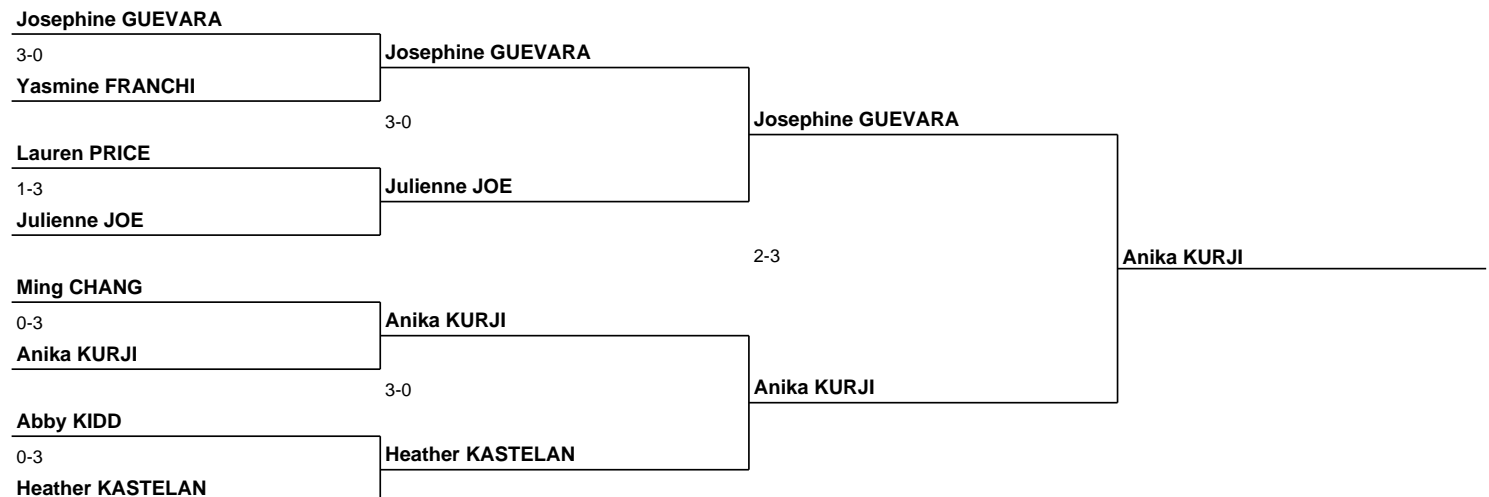 Josephine GUEVARA
3-0
Yasmine FRANCHI
Lauren PRICE
1-3
Julienne JOE
Ming CHANG
0-3
Anika KURJI
Abby KIDD
0-3
Heather KASTELAN
Josephine GUEVARA
3-0
Julienne JOE
Anika KURJI
3-0
Heather KASTELAN
Josephine GUEVARA
2-3
Anika KURJI
Anika KURJI